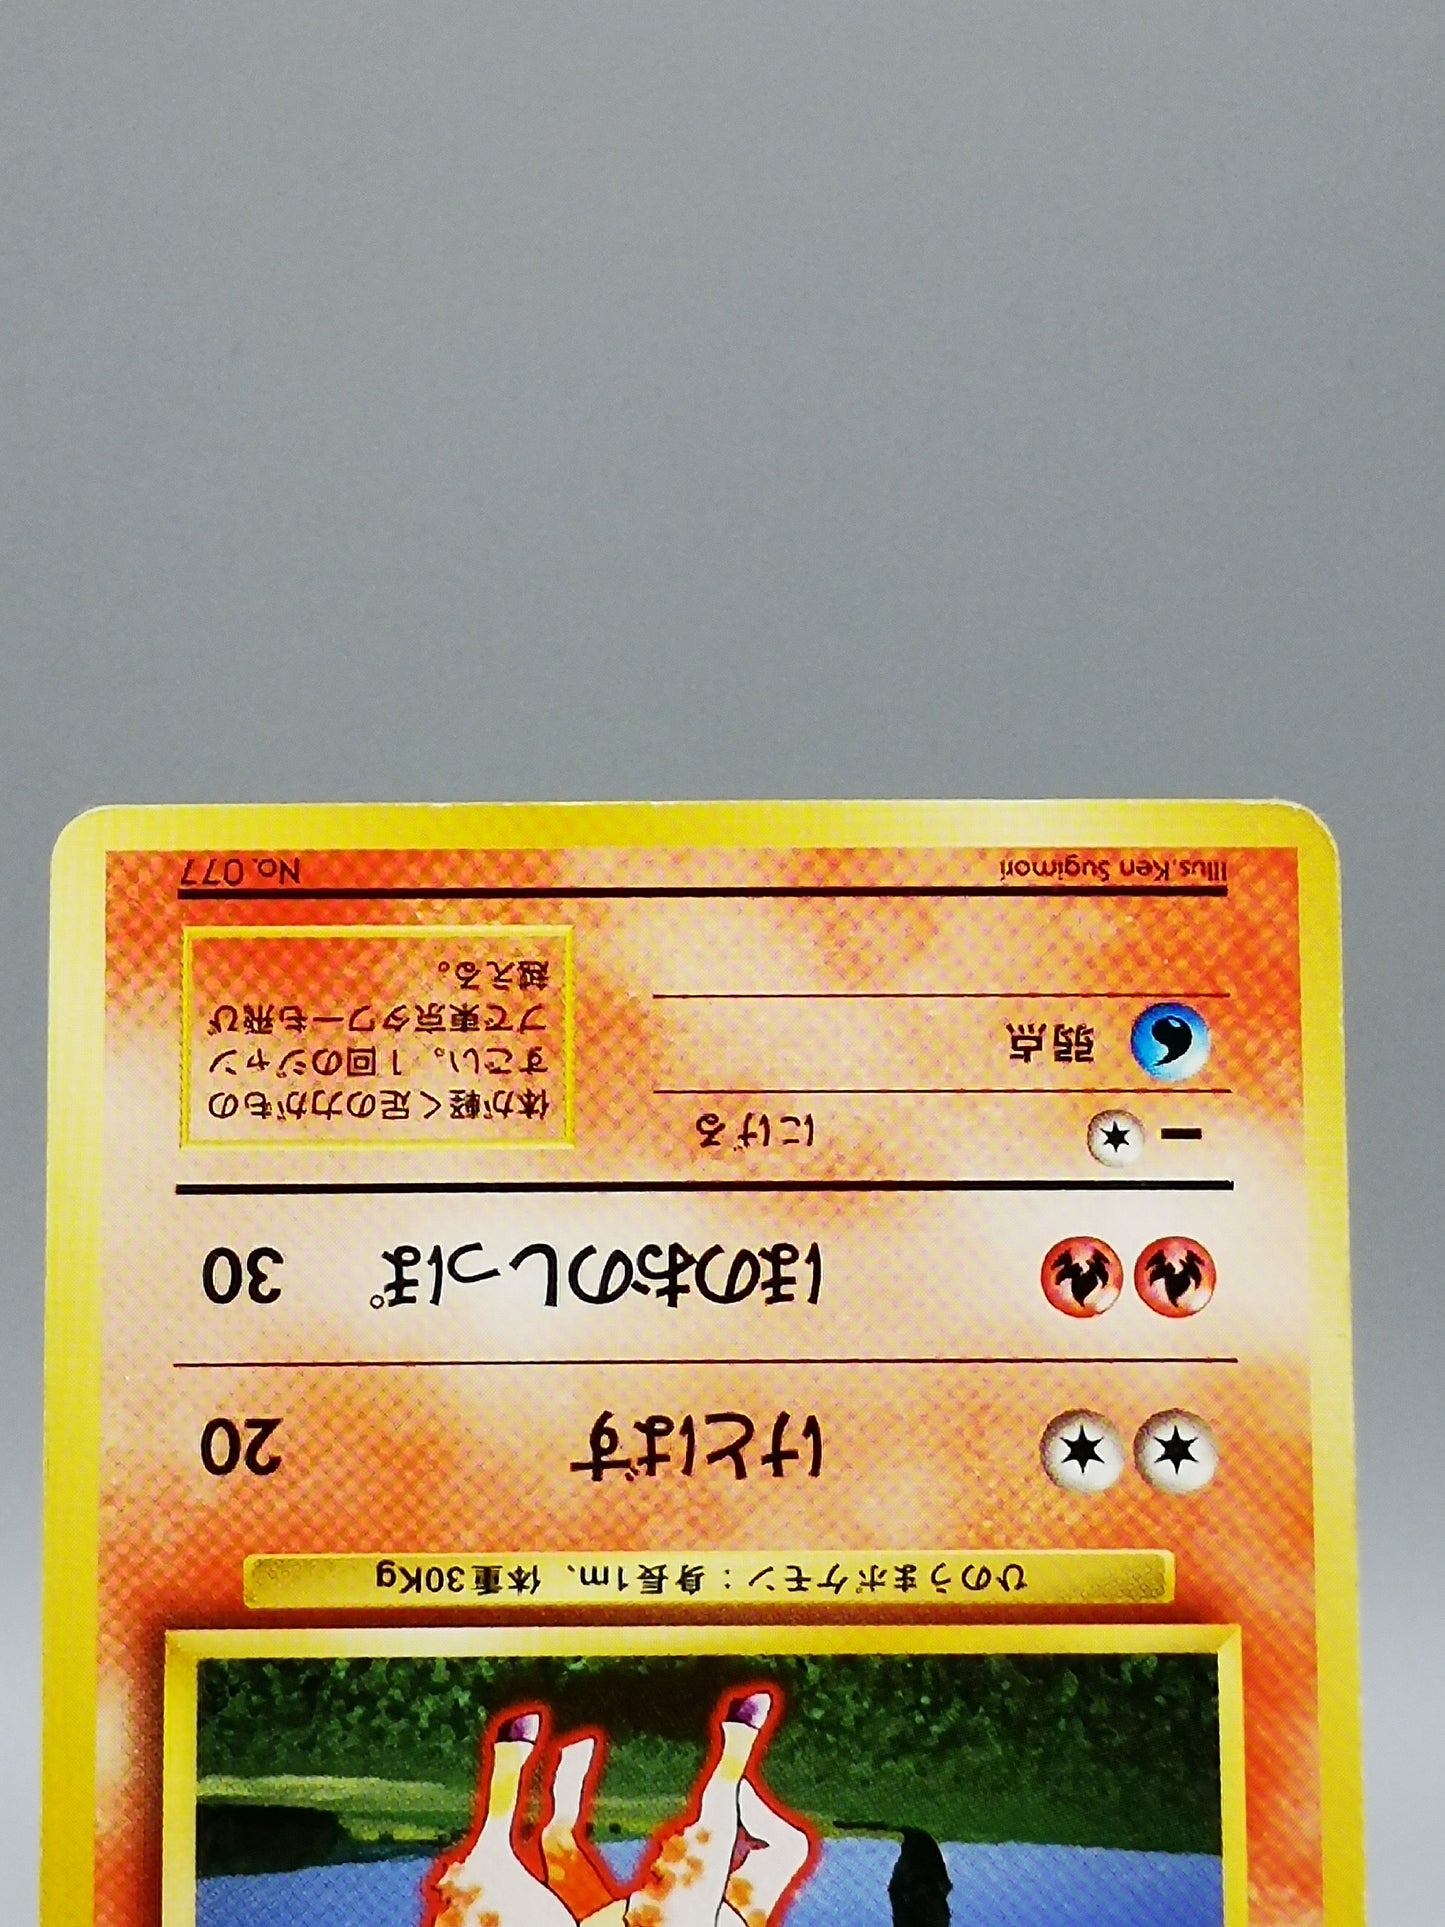 ひのうまポケモン：身長1m、体重30Kg
けとばす 20
ほのおのしっぽ 30
にげる
弱点
体が軽く足の力がもの
すごい。1回のジャン
プで東京タワーも飛び
越える。
Illus.Ken Sugimori No. 077